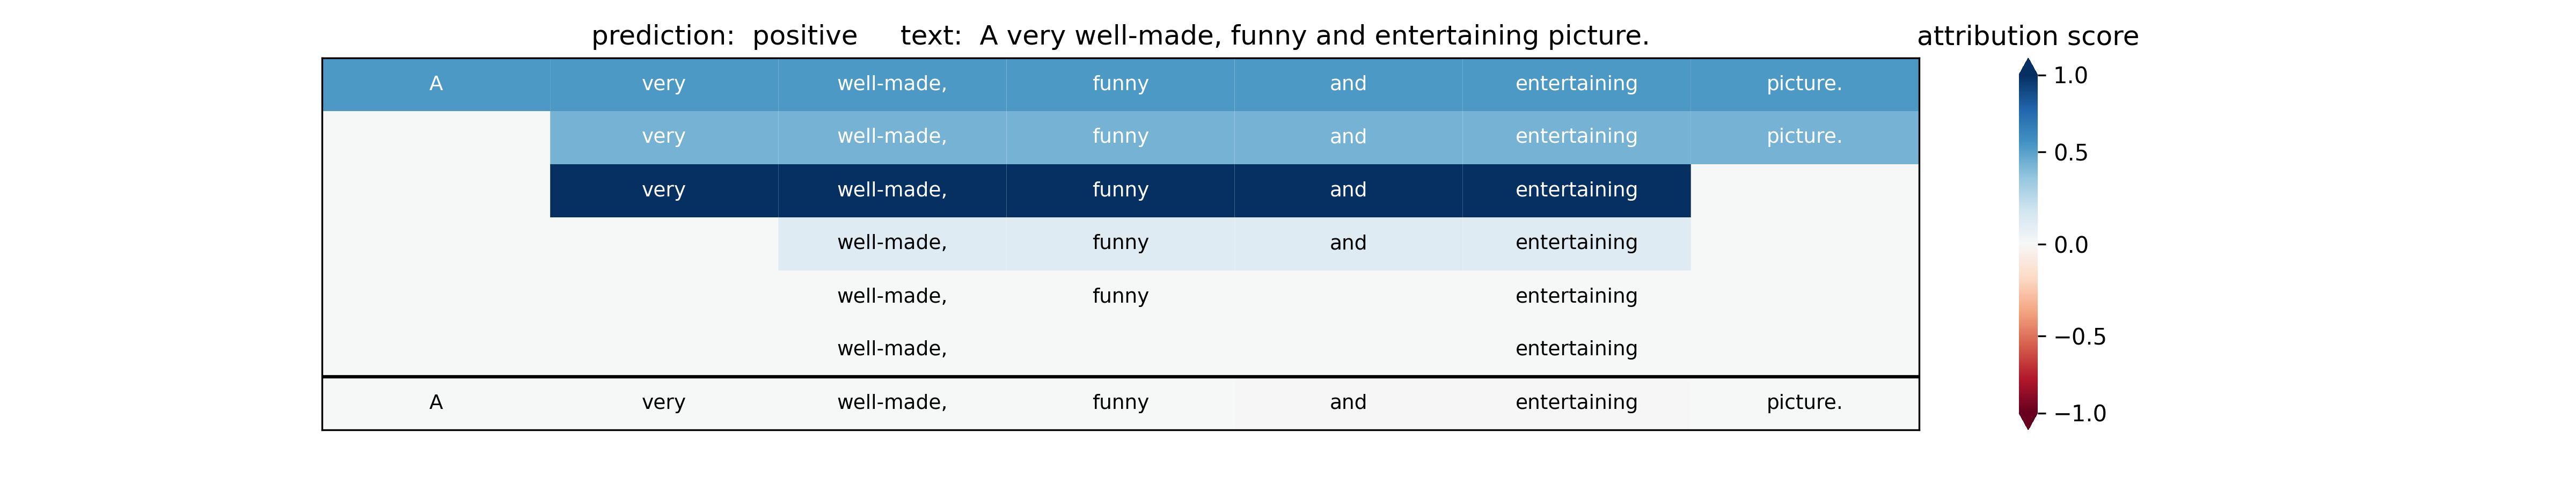 prediction:  positive     text:  A very well-made, funny and entertaining picture.
attribution score
A very well-made, funny and entertaining picture.
very well-made, funny and entertaining picture.
very well-made, funny and entertaining
well-made, funny and entertaining
well-made, funny entertaining
well-made, entertaining
A very well-made, funny and entertaining picture.
1.0
0.5
0.0
−0.5
−1.0